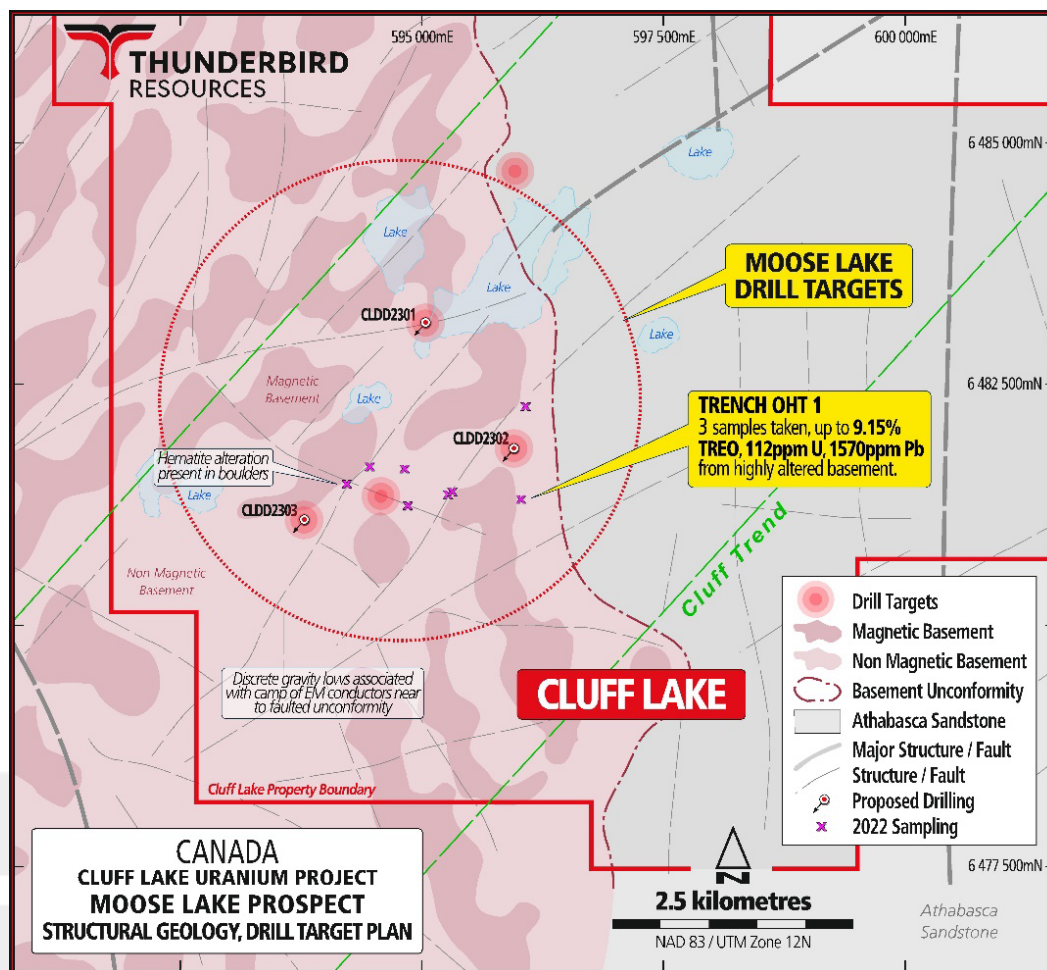 THUNDERBIRD
RESOURCES
595 000mE
597 500mE
600 000mE
6 485 000mN
Lake
Lake
Lake
MOOSE LAKE
DRILL TARGETS
CLDD2301
Lake
6 482 500mN
Magnetic
Basement
Lake
TRENCH OHT 1
3 samples taken, up to 9.15%
TREO, 112ppm U, 1570ppm Pb
from highly altered basement.
CLDD2302
Hematite alteration
present in boulders
Lake
CLDD2303
Cluff Trend
Non Magnetic
Basement
Drill Targets
Magnetic Basement
Non Magnetic Basement
Basement Unconformity
Athabasca Sandstone
Major Structure / Fault
Structure / Fault
Proposed Drilling
2022 Sampling
Discrete gravity lows associated
with camp of EM conductors near
to faulted unconformity
CLUFF LAKE
Cluff Lake Property Boundary
CANADA
CLUFF LAKE URANIUM PROJECT
MOOSE LAKE PROSPECT
STRUCTURAL GEOLOGY, DRILL TARGET PLAN
N
2.5 kilometres
NAD 83 / UTM Zone 12N
6 477 500mN
Athabasca
Sandstone